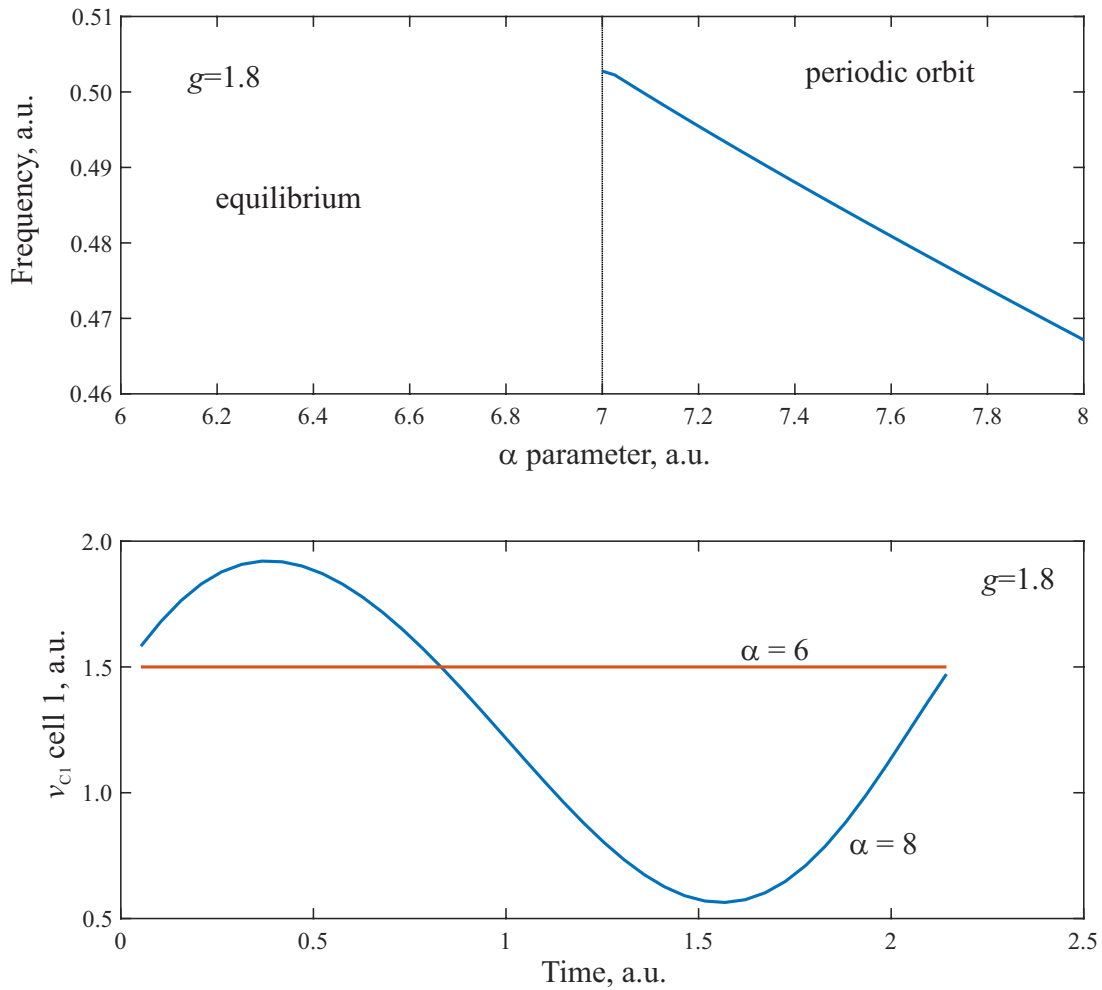 0.51
g=1.8
periodic orbit
0.50
Frequency, a.u.
0.49
equilibrium
0.48
0.47
0.46
6 6.2 6.4 6.6 6.8 7 7.2 7.4 7.6 7.8 8
α parameter, a.u.
2.0
g=1.8
α = 6
1.5
v_C1 cell 1, a.u.
1.0
α = 8
0.5
0 0.5 1 1.5 2 2.5
Time, a.u.